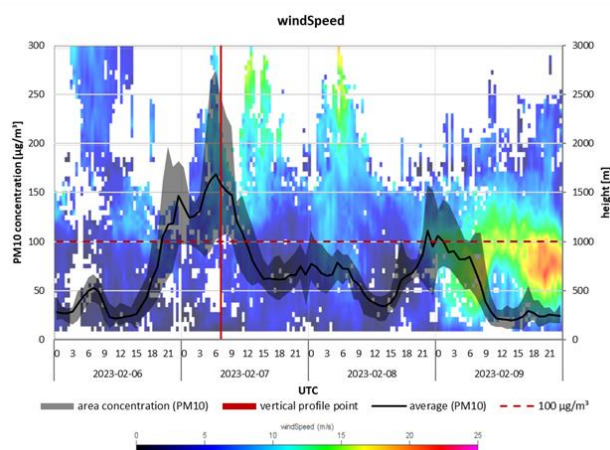 windSpeed
300 3000
250 2500
200 2000
150 1500
100 1000
50 500
0 0
PM10 concentration [µg/m³]
height [m]
0 3 6 9 12 15 18 21 0 3 6 9 12 15 18 21 0 3 6 9 12 15 18 21 0 3 6 9 12 15 18 21
2023-02-06 2023-02-07 2023-02-08 2023-02-09
UTC
area concentration (PM10) vertical profile point average (PM10) 100 µg/m³
windSpeed (m/s)
0 5 10 15 20 25